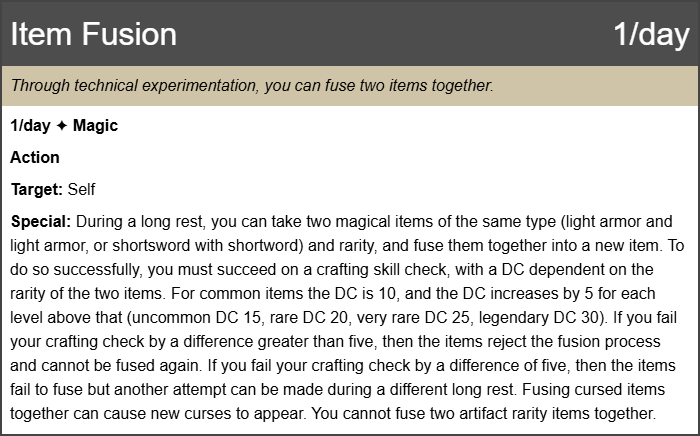 Item Fusion 1/day
Through technical experimentation, you can fuse two items together.
1/day ✦ Magic
Action
Target: Self
Special: During a long rest, you can take two magical items of the same type (light armor and
light armor, or shortsword with shortword) and rarity, and fuse them together into a new item. To
do so successfully, you must succeed on a crafting skill check, with a DC dependent on the
rarity of the two items. For common items the DC is 10, and the DC increases by 5 for each
level above that (uncommon DC 15, rare DC 20, very rare DC 25, legendary DC 30). If you fail
your crafting check by a difference greater than five, then the items reject the fusion process
and cannot be fused again. If you fail your crafting check by a difference of five, then the items
fail to fuse but another attempt can be made during a different long rest. Fusing cursed items
together can cause new curses to appear. You cannot fuse two artifact rarity items together.